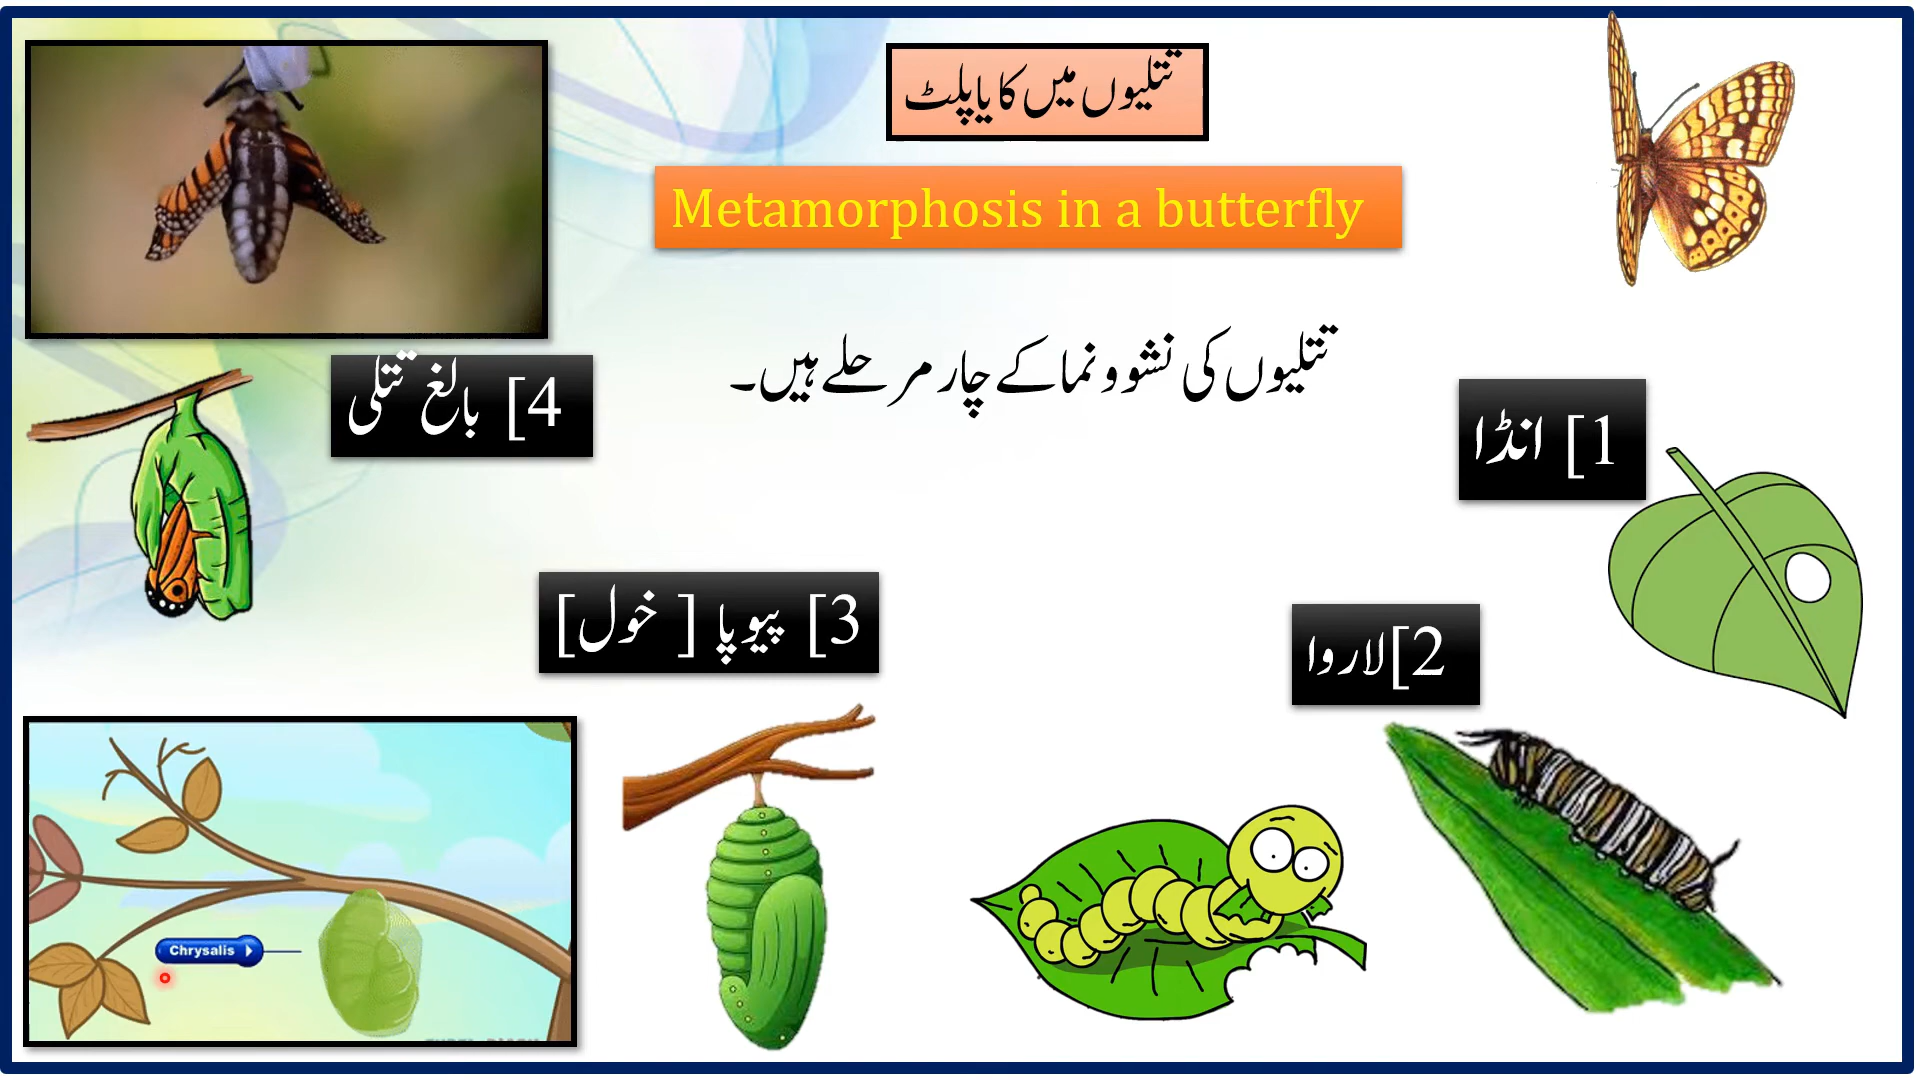 تتلیوں میں کایا پلٹ
Metamorphosis in a butterfly
تتلیوں کی نشوونما کے چار مرحلے ہیں۔
1] انڈا
2] لاروا
3] پیوپا [ خول]
4] بالغ تتلی
Chrysalis